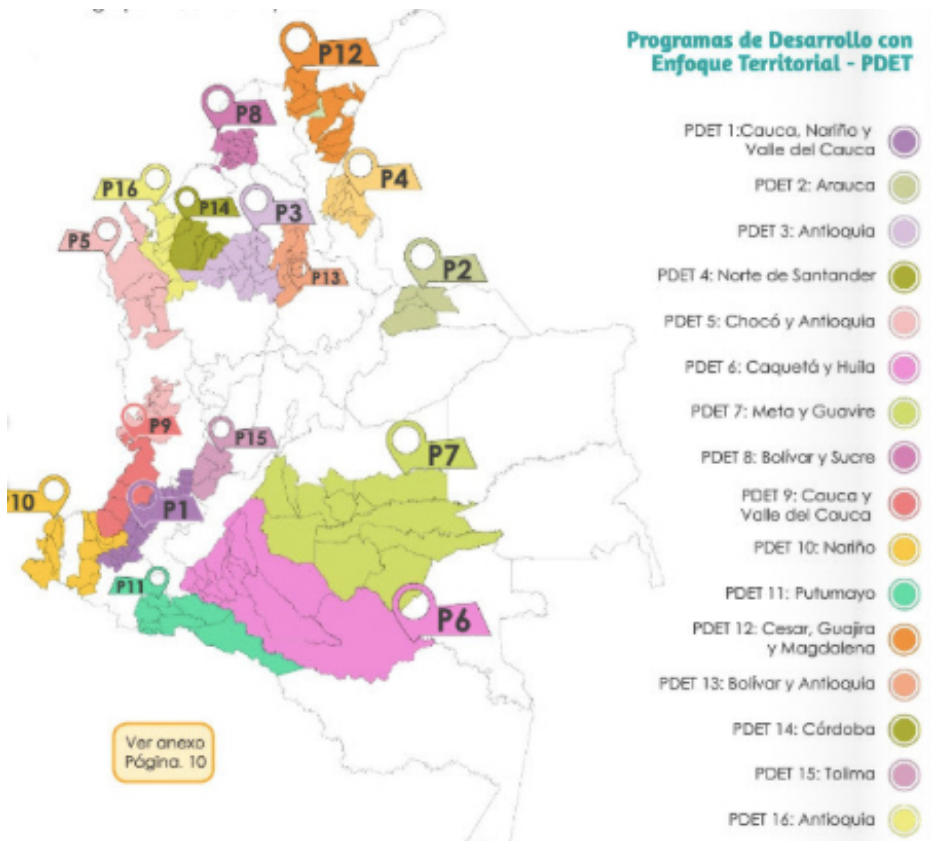 Programas de Desarrollo con
Enfoque Territorial - PDET
P12
P8
P4
P16
P14
P3
P5
P13
P2
P9
P15
P7
10
P1
P11
P6
Ver anexo
Página. 10
PDET 1:Cauca, Nariño y
Valle del Cauca
PDET 2: Arauca
PDET 3: Antioquia
PDET 4: Norte de Santander
PDET 5: Chocó y Antioquia
PDET 6: Caquetá y Huila
PDET 7: Meta y Guavire
PDET 8: Bolívar y Sucre
PDET 9: Cauca y
Valle del Cauca
PDET 10: Nariño
PDET 11: Putumayo
PDET 12: Cesar, Guajira
y Magdalena
PDET 13: Bolívar y Antioquia
PDET 14: Córdoba
PDET 15: Tolima
PDET 16: Antioquia